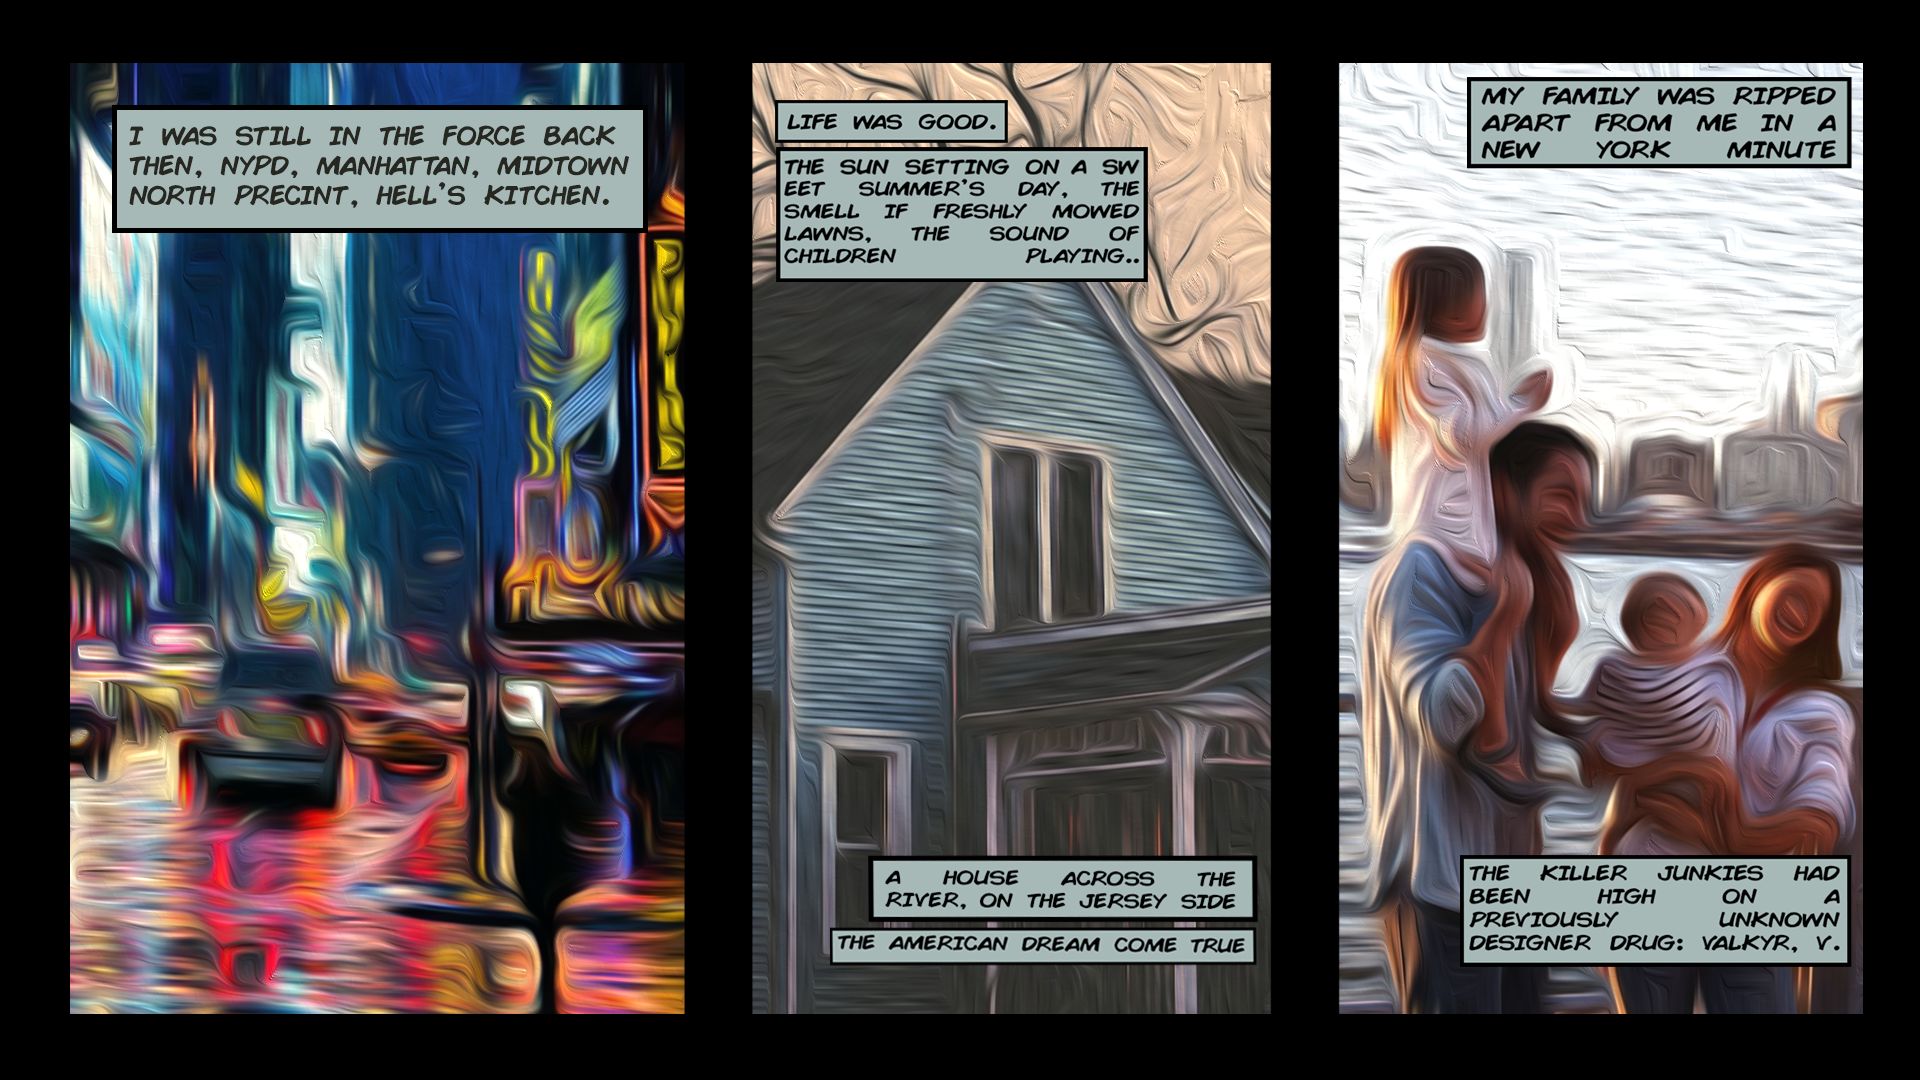 I WAS STILL IN THE FORCE BACK
THEN, NYPD, MANHATTAN, MIDTOWN
NORTH PRECINT, HELL'S KITCHEN.
LIFE WAS GOOD.
THE SUN SETTING ON A SW
EET SUMMER'S DAY, THE
SMELL IF FRESHLY MOWED
LAWNS, THE SOUND OF
CHILDREN PLAYING..
A HOUSE ACROSS THE
RIVER, ON THE JERSEY SIDE
THE AMERICAN DREAM COME TRUE
MY FAMILY WAS RIPPED
APART FROM ME IN A
NEW YORK MINUTE
THE KILLER JUNKIES HAD
BEEN HIGH ON A
PREVIOUSLY UNKNOWN
DESIGNER DRUG: VALKYR, V.